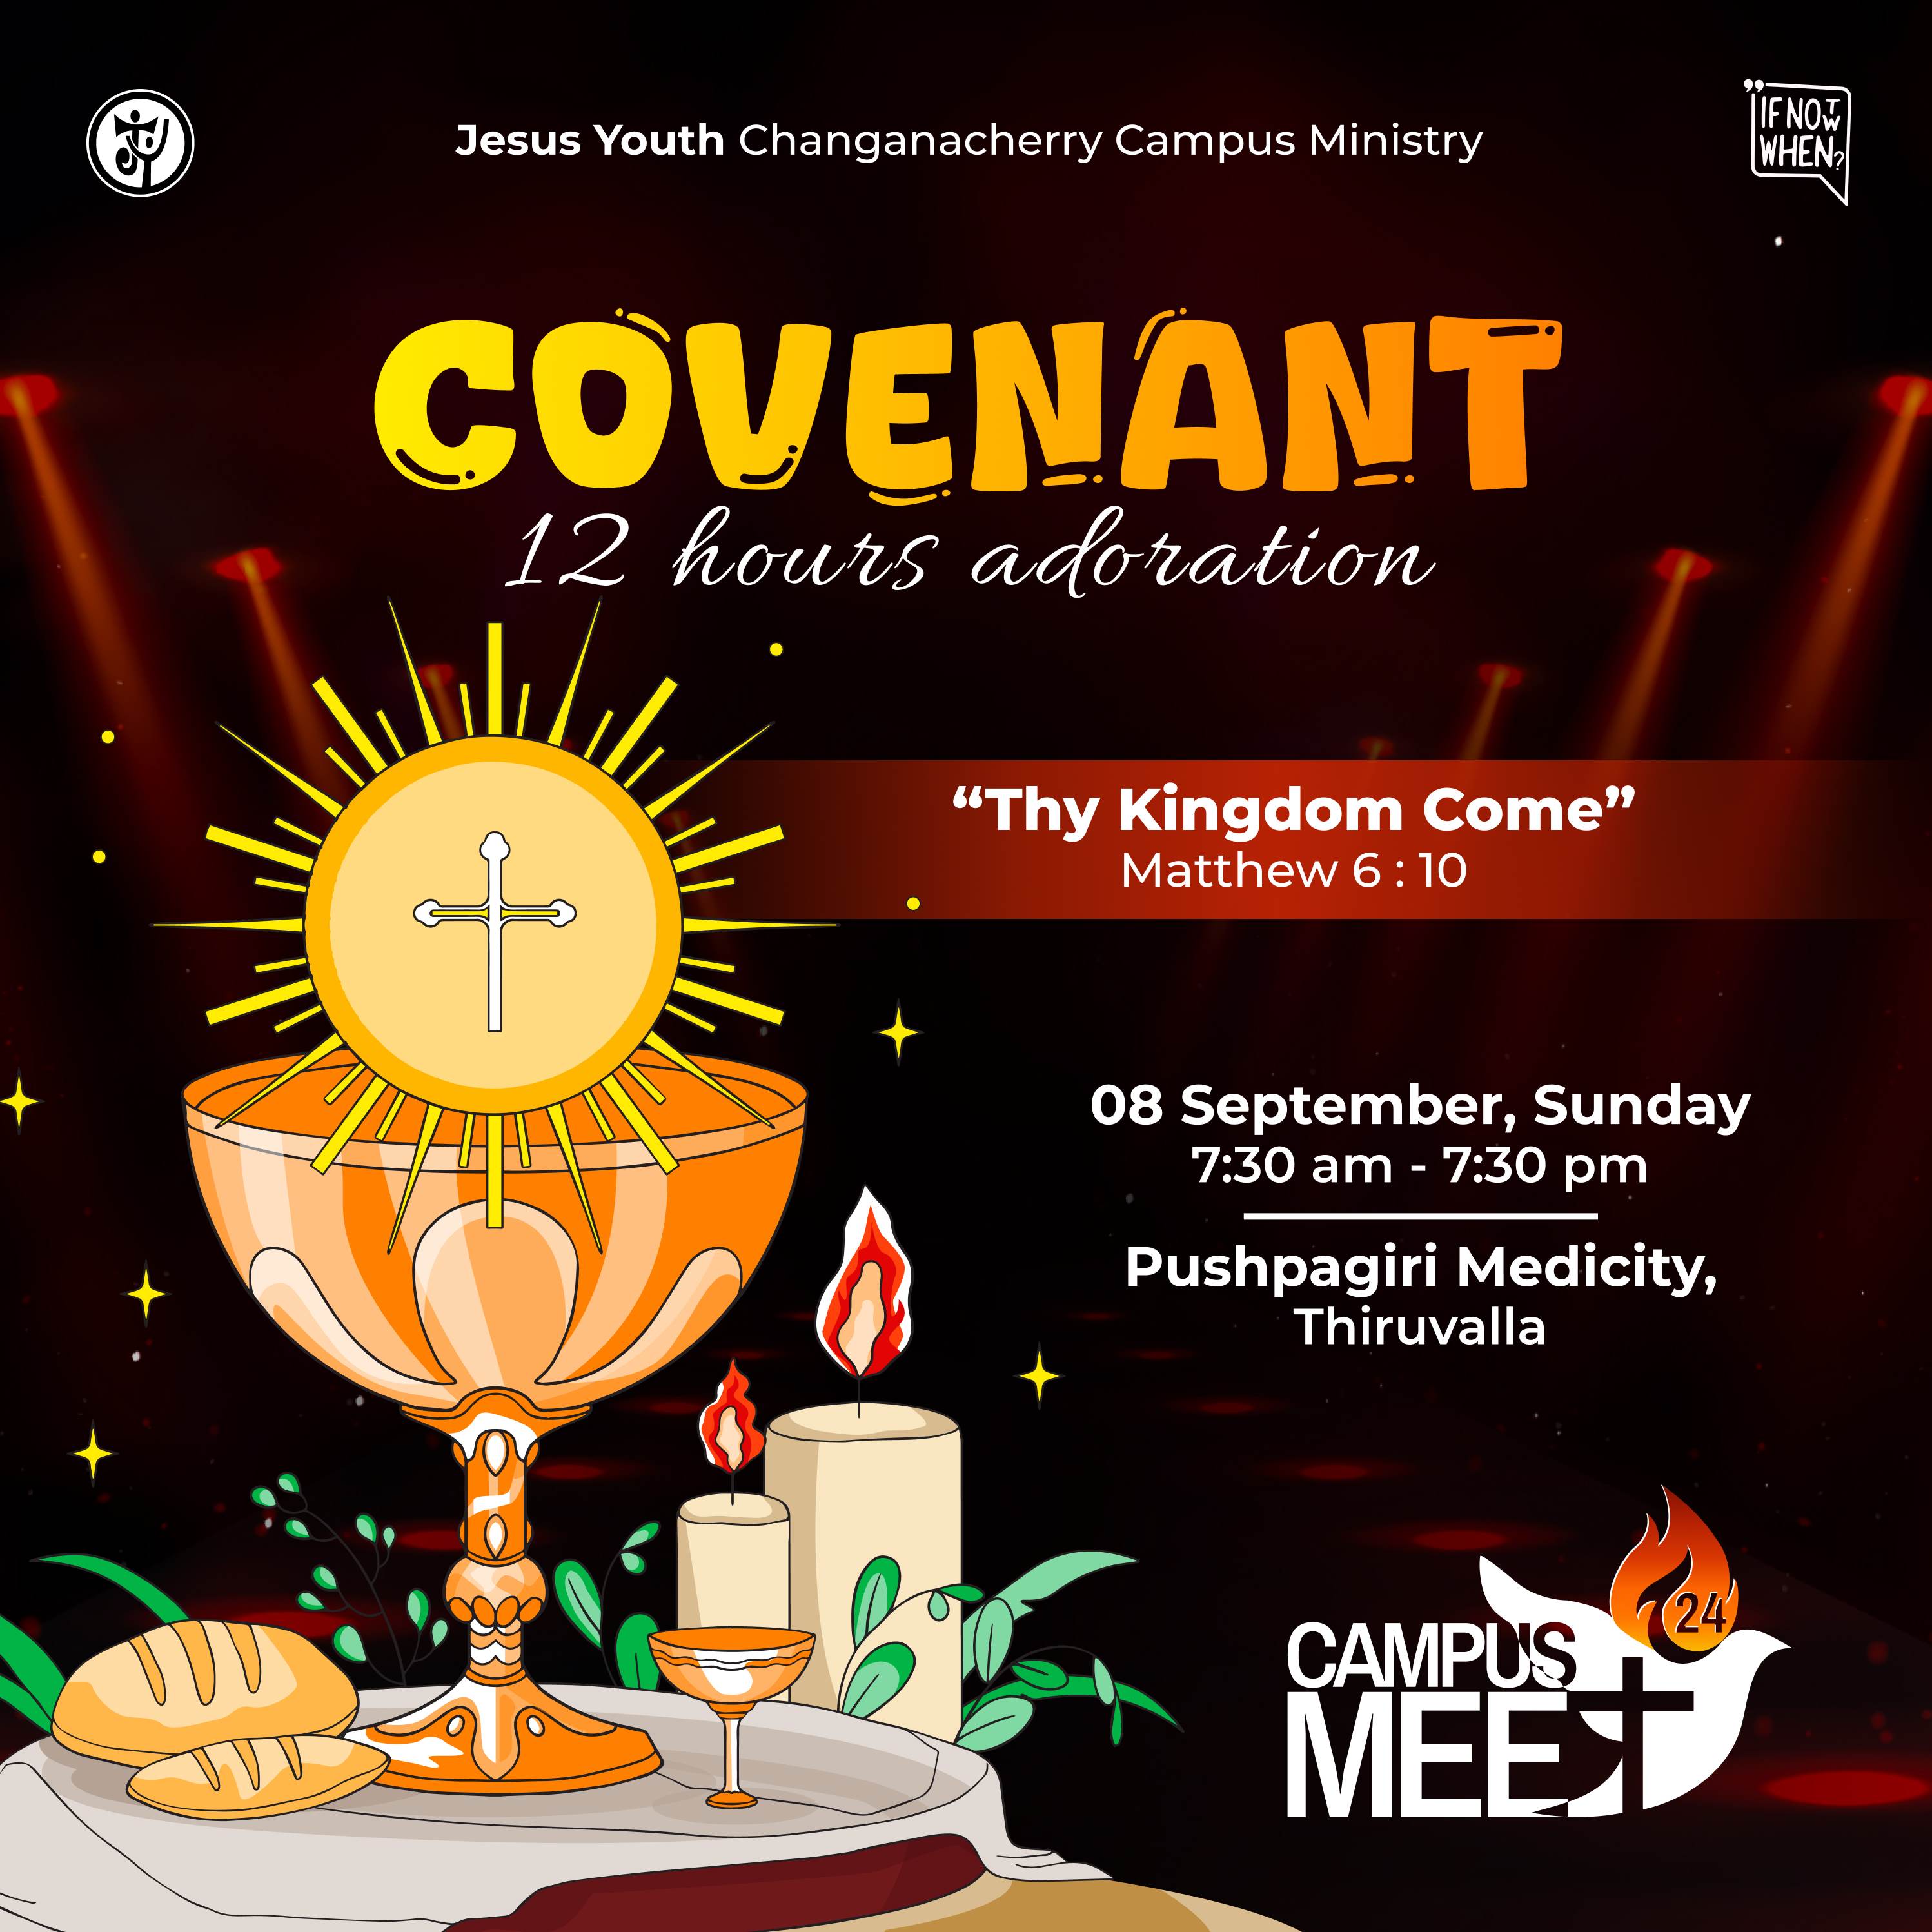 Jesus Youth Changanacherry Campus Ministry
”IF NOT NOW
WHEN?
COVENANT
12 hours adoration
“Thy Kingdom Come”
Matthew 6 : 10
08 September, Sunday
7:30 am - 7:30 pm
Pushpagiri Medicity,
Thiruvalla
24
CAMPUS
MEET